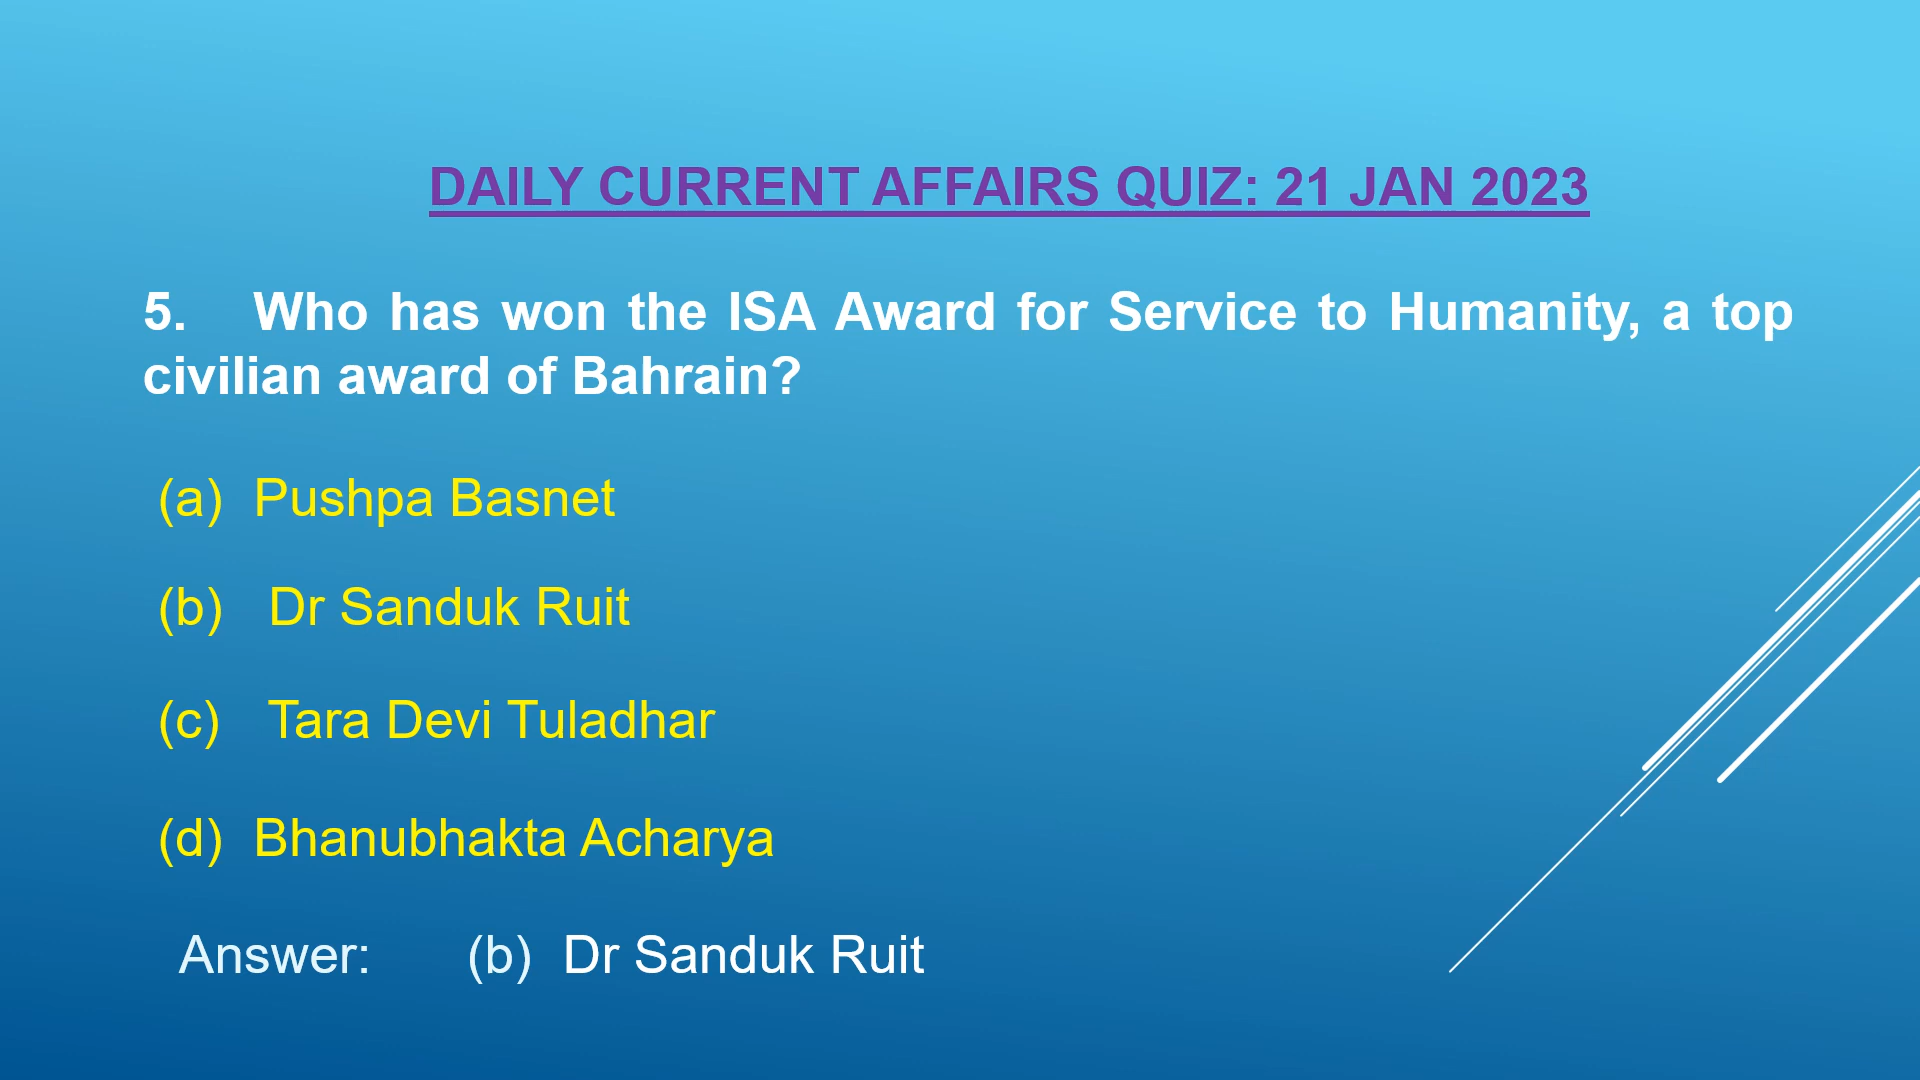 DAILY CURRENT AFFAIRS QUIZ: 21 JAN 2023
5. Who has won the ISA Award for Service to Humanity, a top
civilian award of Bahrain?
(a) Pushpa Basnet
(b) Dr Sanduk Ruit
(c) Tara Devi Tuladhar
(d) Bhanubhakta Acharya
Answer: (b) Dr Sanduk Ruit